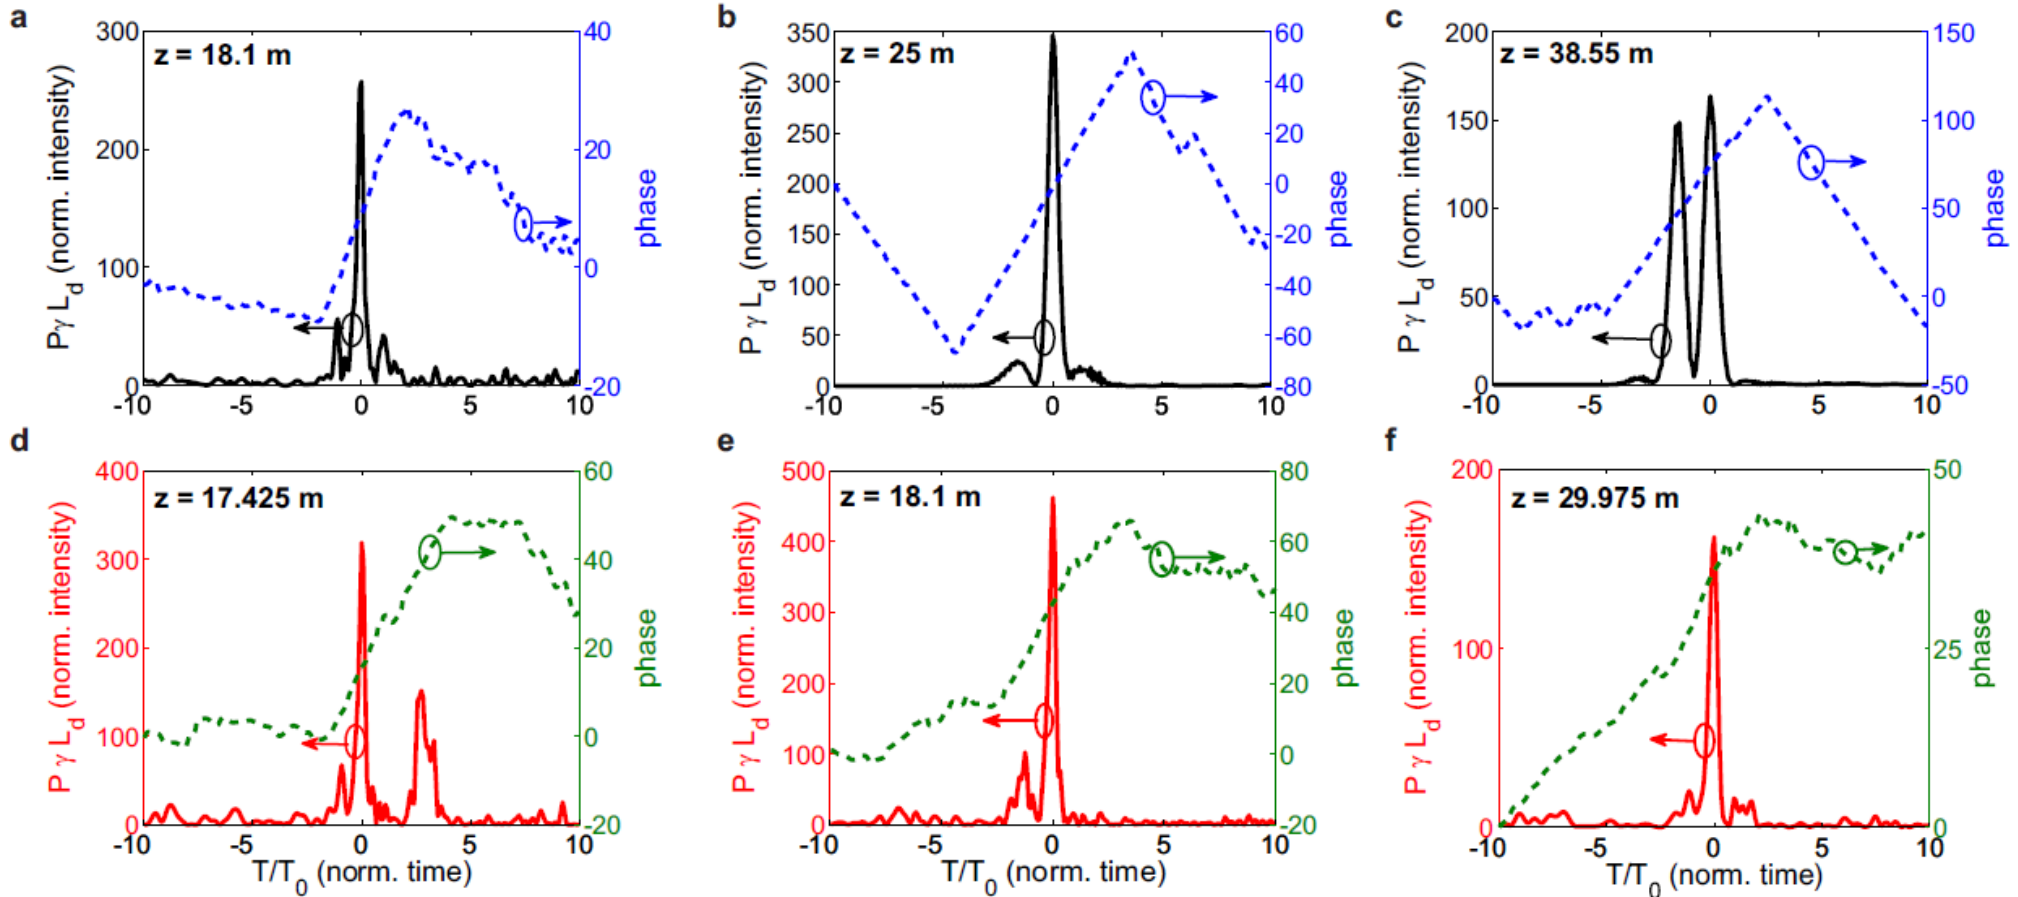 a
z = 18.1 m
P γ L_d (norm. intensity)
300
200
100
0
40
20
0
-20
phase
-10 -5 0 5 10
b
z = 25 m
P γ L_d (norm. intensity)
350
300
250
200
150
100
50
0
60
40
20
0
-20
-40
-60
-80
phase
-10 -5 0 5 10
c
z = 38.55 m
P γ L_d (norm. intensity)
200
150
100
50
0
150
100
50
0
-50
phase
-10 -5 0 5 10
d
z = 17.425 m
P γ L_d (norm. intensity)
400
300
200
100
0
60
40
20
0
-20
phase
-10 -5 0 5 10
T/T_0 (norm. time)
e
z = 18.1 m
P γ L_d (norm. intensity)
500
400
300
200
100
0
80
60
40
20
0
-20
phase
-10 -5 0 5 10
T/T_0 (norm. time)
f
z = 29.975 m
P γ L_d (norm. intensity)
200
100
0
50
25
0
phase
-10 -5 0 5 10
T/T_0 (norm. time)